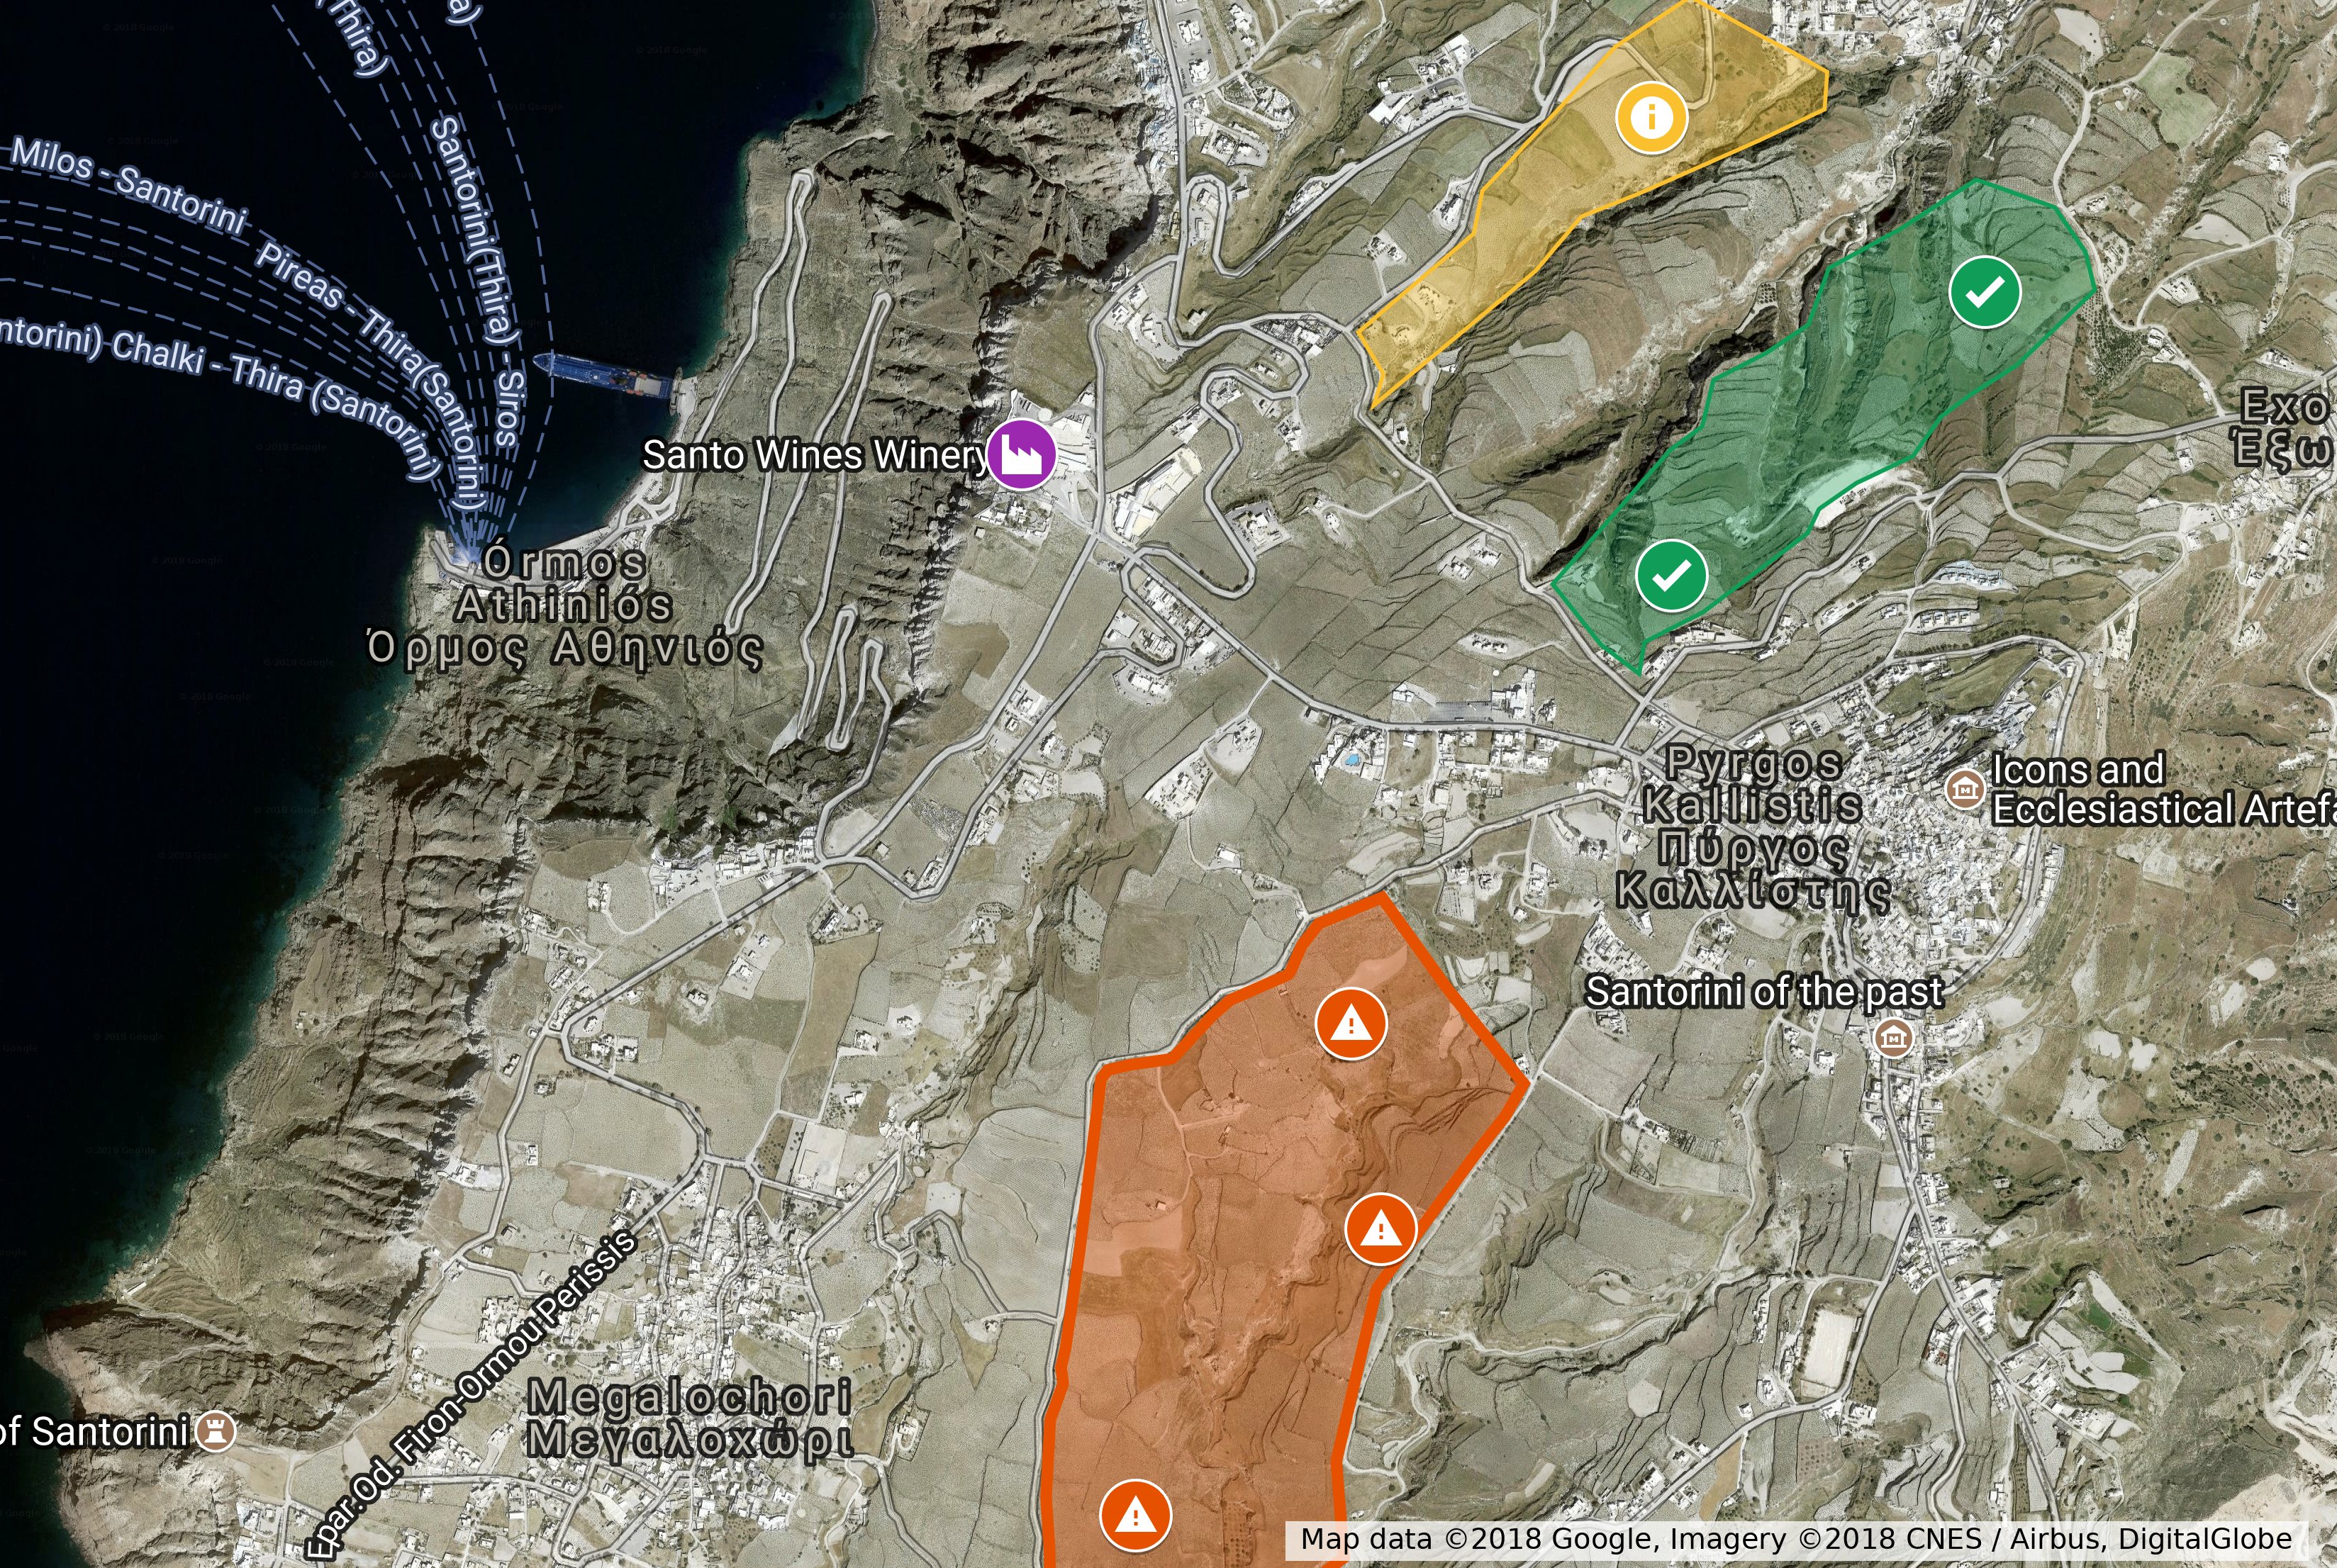 Thira)
a)
Santorini(Thira) - Siros
Milos - Santorini
Pireas - Thira(Santorini)
ntorini) Chalki - Thira (Santorini)
Santo Wines Winery
Órmos
Athiniós
Όρμος Αθηνιός
Exo
Έξω
Pyrgos
Kallistis
Πύργος
Καλλίστης
Icons and
Ecclesiastical Artefa
Santorini of the past
Megalochori
Μεγαλοχώρι
of Santorini
Epar.Od. Firon-Ormou Perissis
Map data ©2018 Google, Imagery ©2018 CNES / Airbus, DigitalGlobe